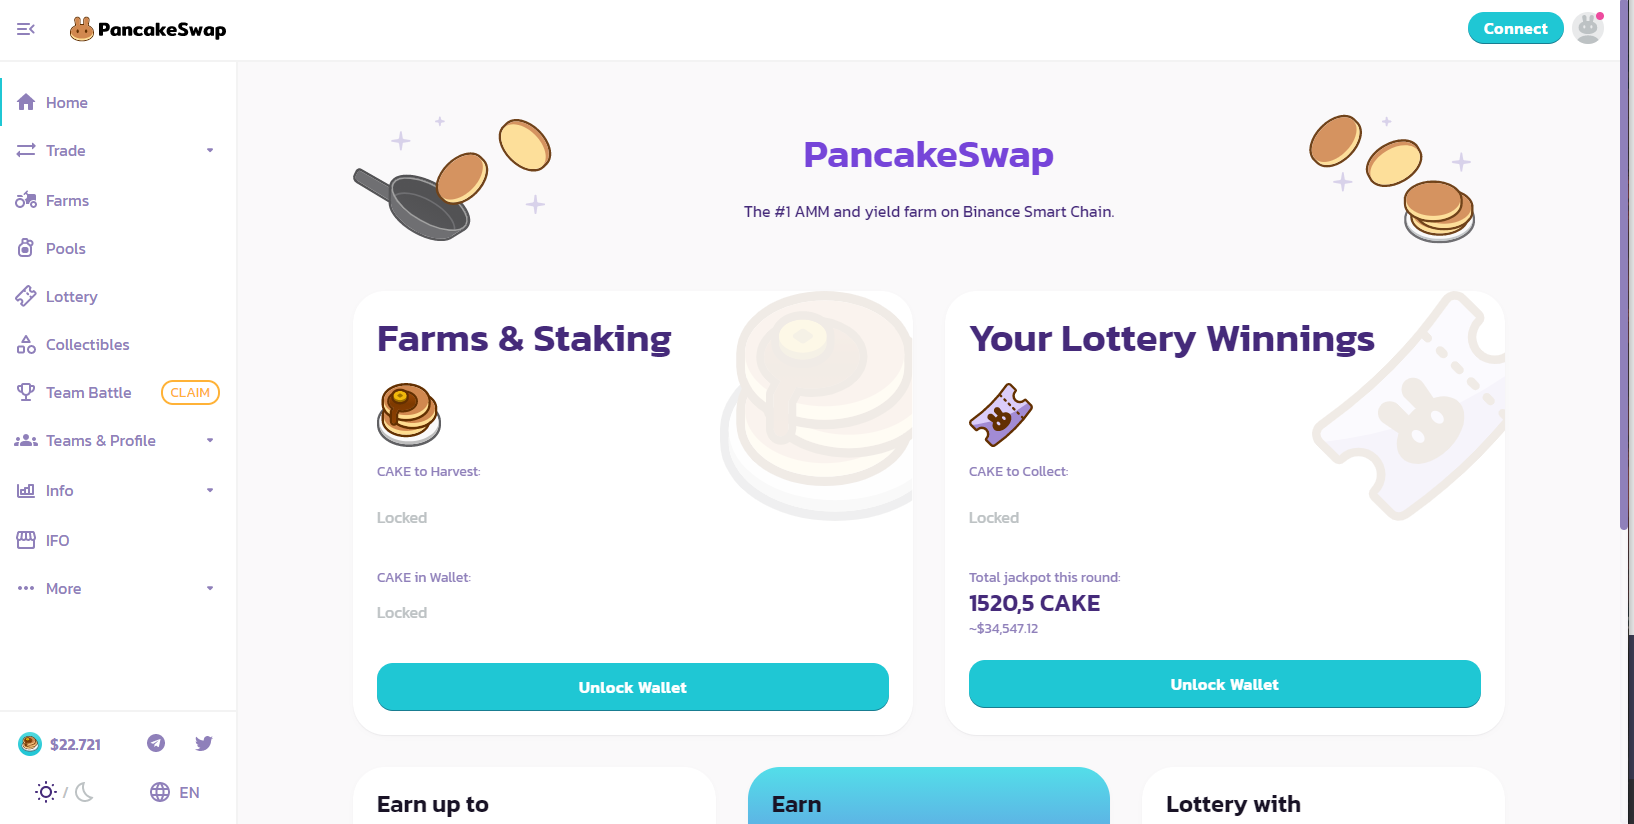 PancakeSwap
Connect
Home
Trade
Farms
Pools
Lottery
Collectibles
Team Battle CLAIM
Teams & Profile
Info
IFO
More
$22.721
/
EN
PancakeSwap
The #1 AMM and yield farm on Binance Smart Chain.
Farms & Staking
CAKE to Harvest:
Locked
CAKE in Wallet:
Locked
Unlock Wallet
Your Lottery Winnings
CAKE to Collect:
Locked
Total jackpot this round:
1520,5 CAKE
~$34,547.12
Unlock Wallet
Earn up to
Earn
Lottery with